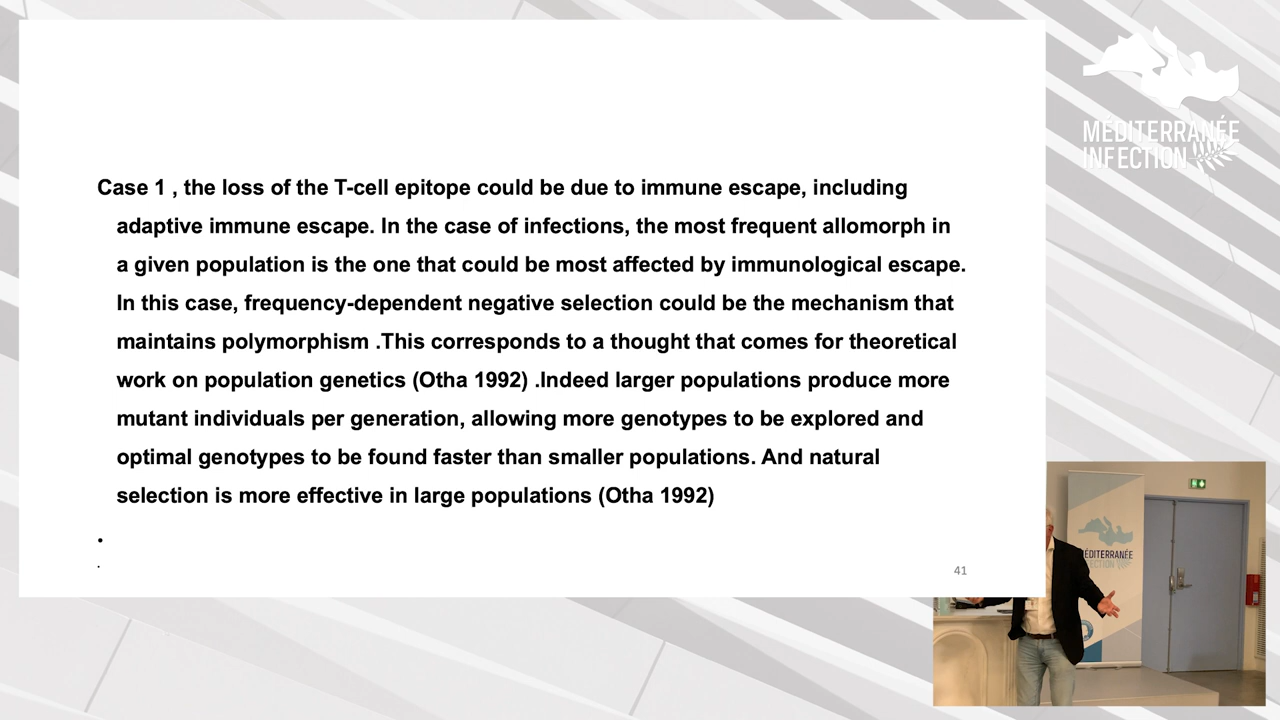 Case 1 , the loss of the T-cell epitope could be due to immune escape, including
adaptive immune escape. In the case of infections, the most frequent allomorph in
a given population is the one that could be most affected by immunological escape.
In this case, frequency-dependent negative selection could be the mechanism that
maintains polymorphism .This corresponds to a thought that comes for theoretical
work on population genetics (Otha 1992) .Indeed larger populations produce more
mutant individuals per generation, allowing more genotypes to be explored and
optimal genotypes to be found faster than smaller populations. And natural
selection is more effective in large populations (Otha 1992)
41
MÉDITERRANÉE
INFECTION
MÉDITERRANÉE
INFECTION